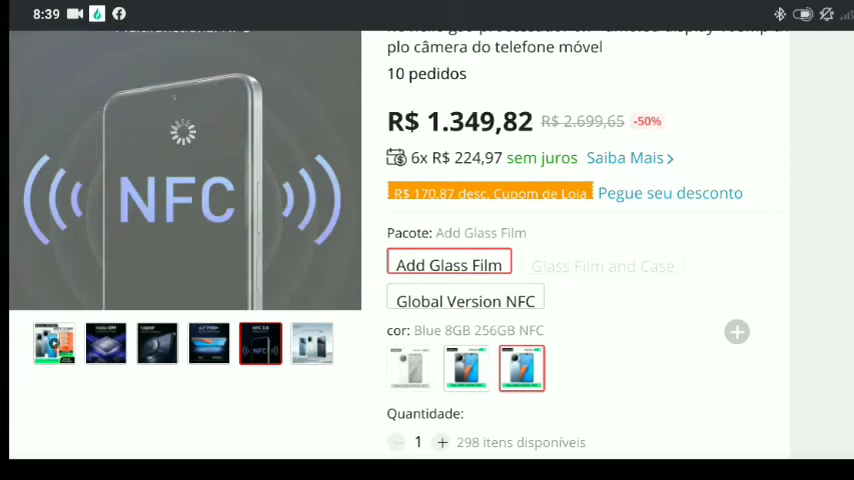 8:39
plo câmera do telefone móvel
10 pedidos
R$ 1.349,82 R$ 2.699,65 -50%
6x R$ 224,97 sem juros Saiba Mais
R$ 170,87 desc. Cupom de Loja Pegue seu desconto
NFC
Pacote: Add Glass Film
Add Glass Film Glass Film and Case
Global Version NFC
cor: Blue 8GB 256GB NFC
NFC
Quantidade:
1 + 298 itens disponíveis